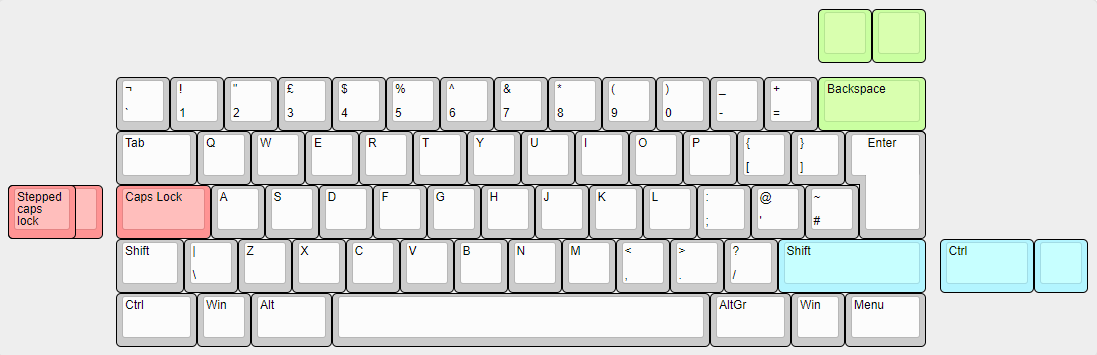 ¬ ! " £ $ % ^ & * ( ) _ + Backspace
` 1 2 3 4 5 6 7 8 9 0 - =
Tab Q W E R T Y U I O P { } Enter
[ ]
Stepped
caps
lock
Caps Lock A S D F G H J K L : @ ~
; ' #
Shift | Z X C V B N M < > ? Shift Ctrl
\ , . /
Ctrl Win Alt AltGr Win Menu